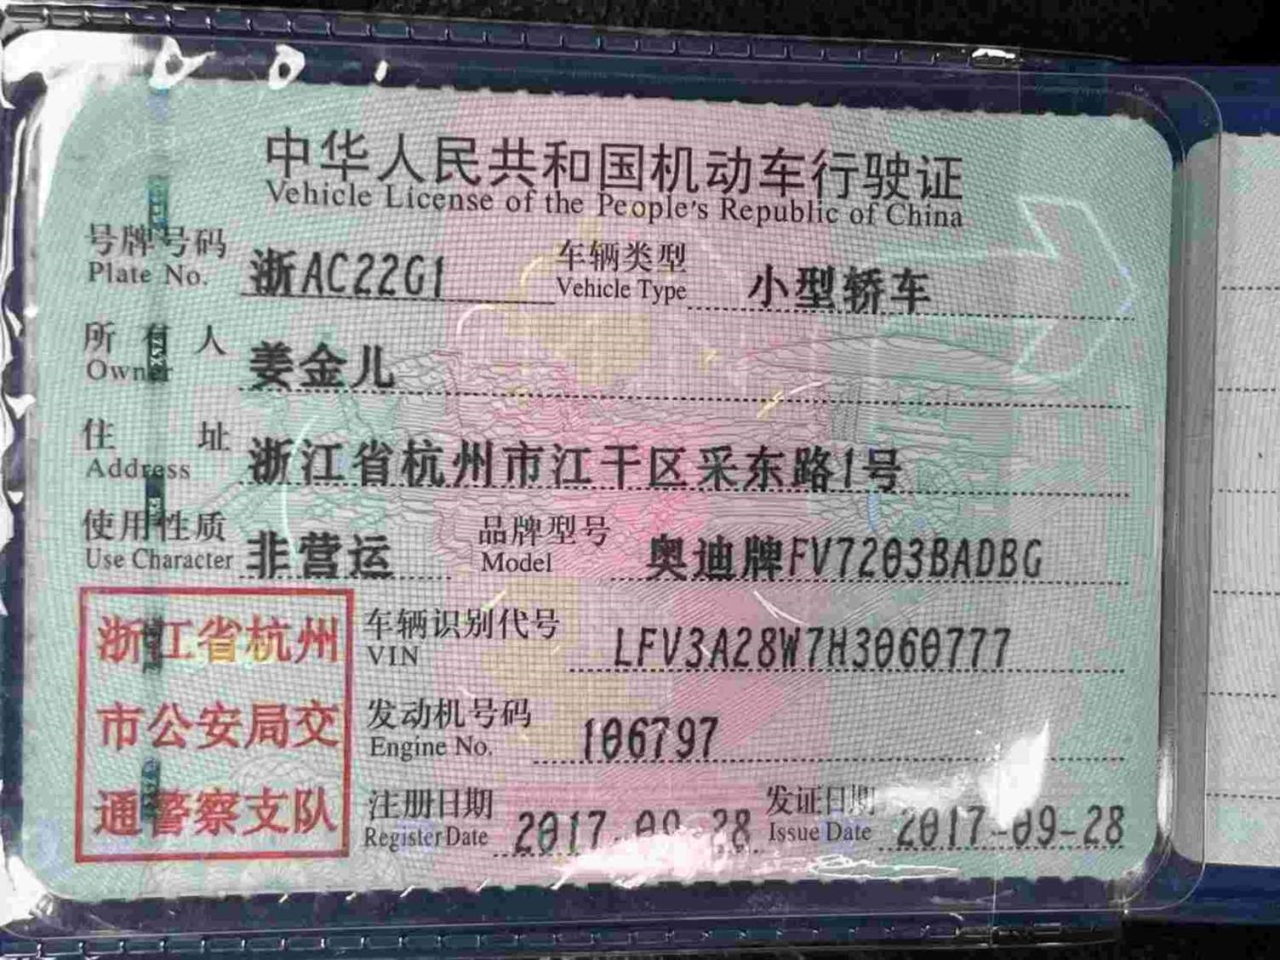 中华人民共和国机动车行驶证
Vehicle License of the People's Republic of China
号牌号码 浙AC22G1 车辆类型 小型轿车
Plate No. Vehicle Type
所有人 姜金儿
Owner
住址 浙江省杭州市江干区采东路1号
Address
使用性质 非营运 品牌型号 奥迪牌FV7203BADBG
Use Character Model
浙江省杭州
市公安局交
通警察支队
车辆识别代号 LFV3A28W7H3060777
VIN
发动机号码 106797
Engine No.
注册日期 2017-09-28 发证日期 2017-09-28
Register Date Issue Date